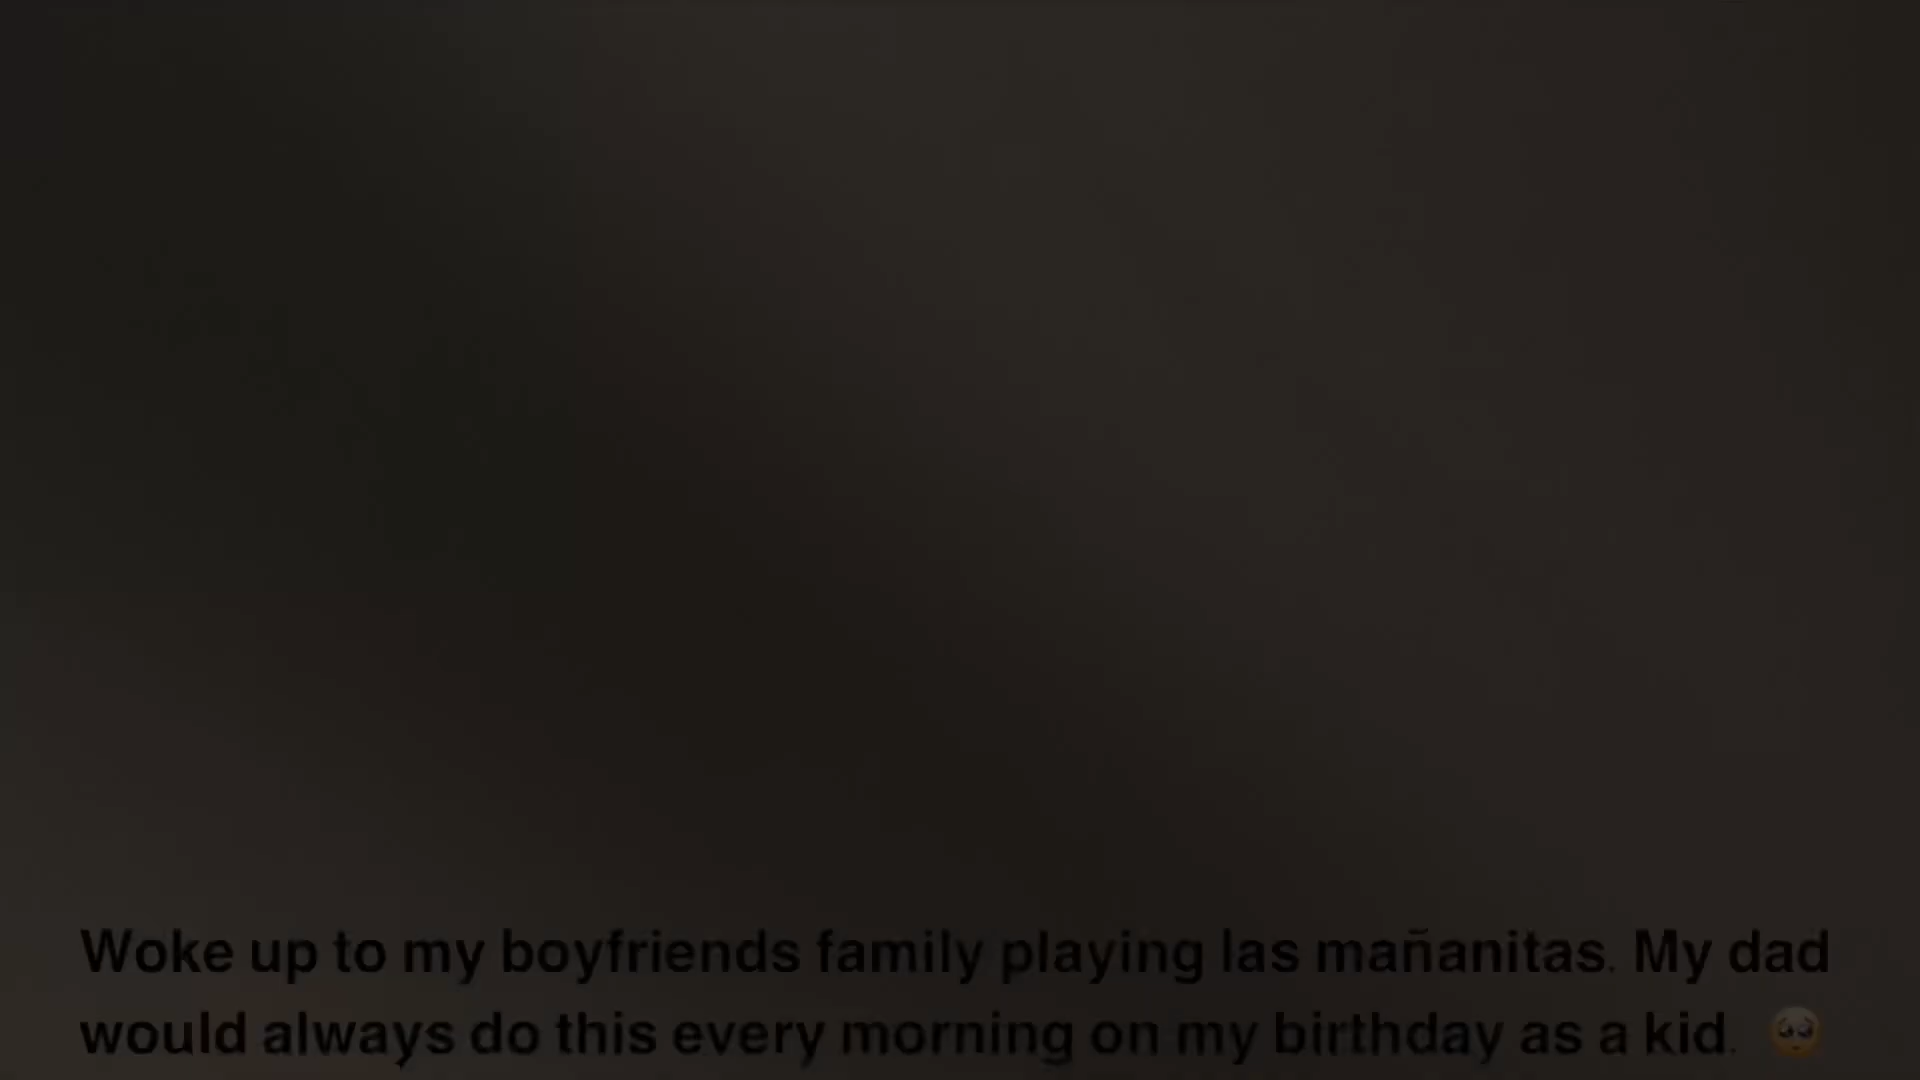 Woke up to my boyfriends family playing las mañanitas. My dad
would always do this every morning on my birthday as a kid. 🥺